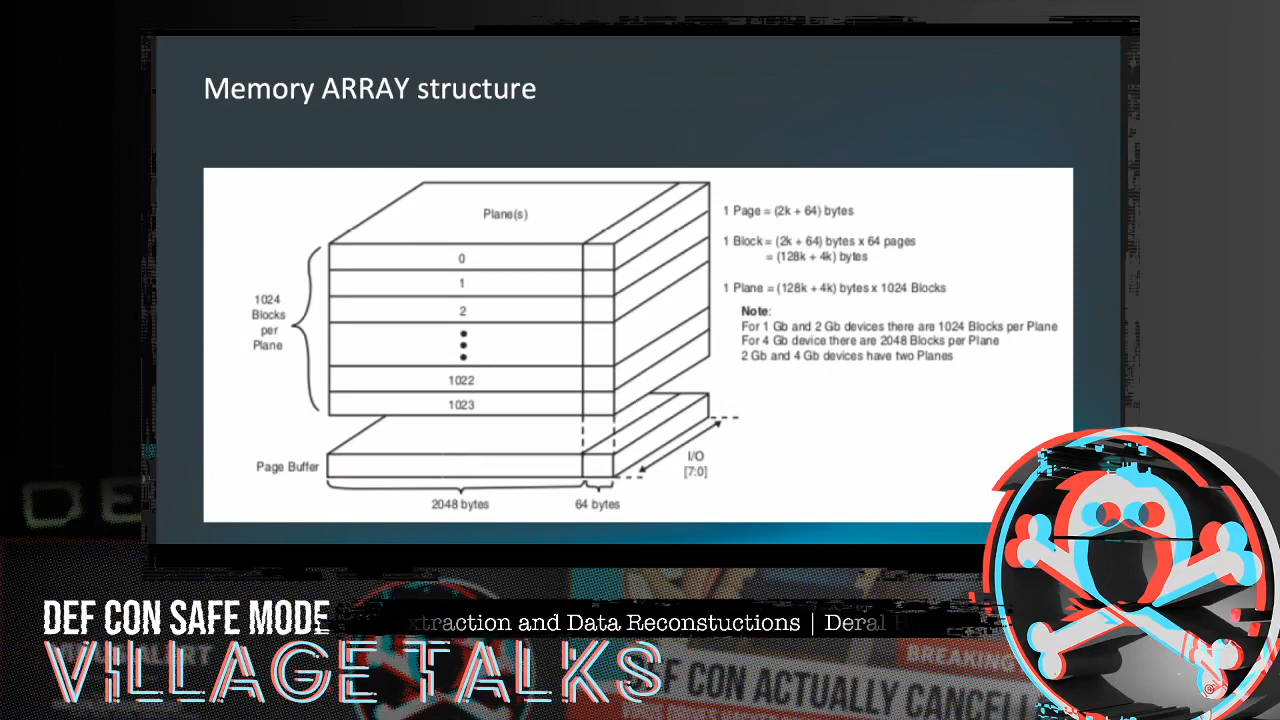 Memory ARRAY structure
Plane(s)
0
1
2
1022
1023
1024
Blocks
per
Plane
Page Buffer
2048 bytes
64 bytes
I/O
[7:0]
1 Page = (2k + 64) bytes
1 Block = (2k + 64) bytes x 64 pages
= (128k + 4k) bytes
1 Plane = (128k + 4k) bytes x 1024 Blocks
Note:
For 1 Gb and 2 Gb devices there are 1024 Blocks per Plane
For 4 Gb device there are 2048 Blocks per Plane
2 Gb and 4 Gb devices have two Planes
DEF CON SAFE MODE
VILLAGE TALKS
xtraction and Data Reconstuctions | Deral
BREAKING
DEF CON ACTUALLY CANCELL